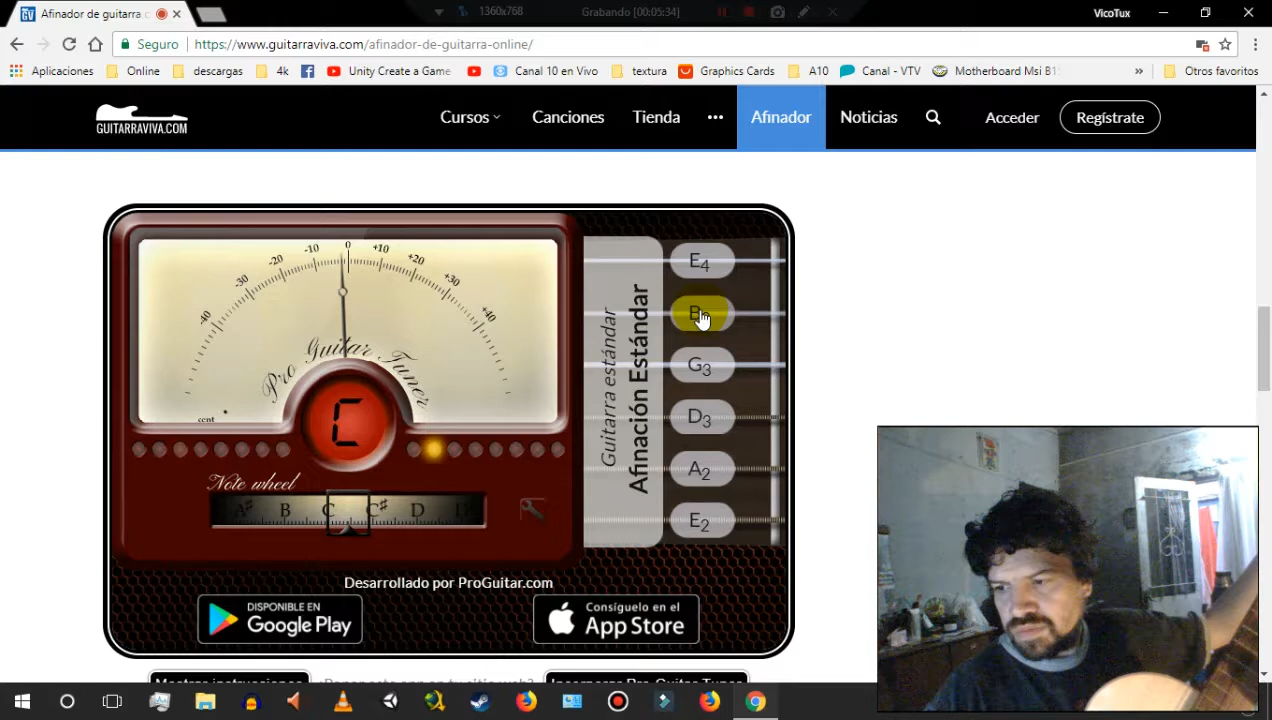 Afinador de guitarra
1360x768
Grabando [00:05:34]
VicoTux
Seguro
https://www.guitarraviva.com/afinador-de-guitarra-online/
Aplicaciones
Online
descargas
4k
Unity Create a Game
Canal 10 en Vivo
textura
Graphics Cards
A10
Canal - VTV
Motherboard Msi B1
»
Otros favoritos
GUITARRAVIVA.COM
Cursos
Canciones
Tienda
Afinador
Noticias
Acceder
Regístrate
-40
-30
-20
-10
0
+10
+20
+30
+40
cent
Pro Guitar Tuner
C
Note wheel
A# B C C# D
Guitarra estándar
Afinación Estándar
E4
B
G3
D3
A2
E2
Desarrollado por ProGuitar.com
DISPONIBLE EN
Google Play
Consíguelo en el
App Store